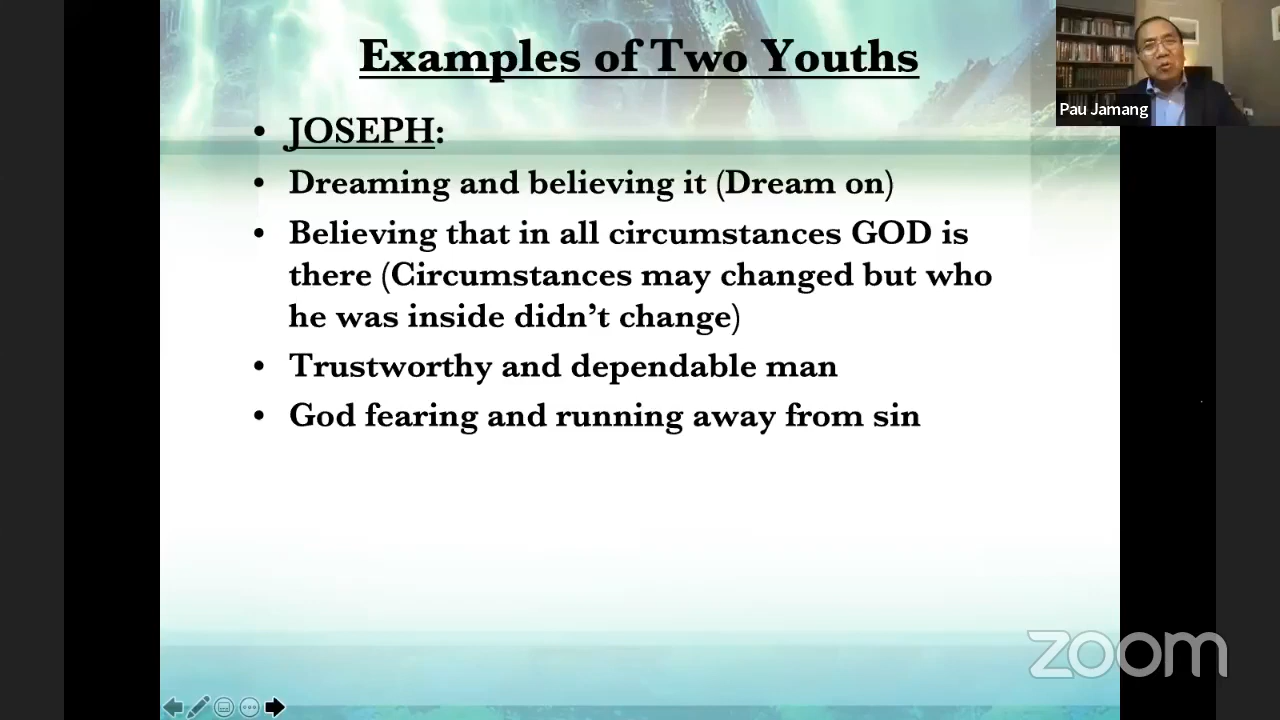 Examples of Two Youths
• JOSEPH:
• Dreaming and believing it (Dream on)
• Believing that in all circumstances GOD is
there (Circumstances may changed but who
he was inside didn’t change)
• Trustworthy and dependable man
• God fearing and running away from sin
Pau Jamang
zoom